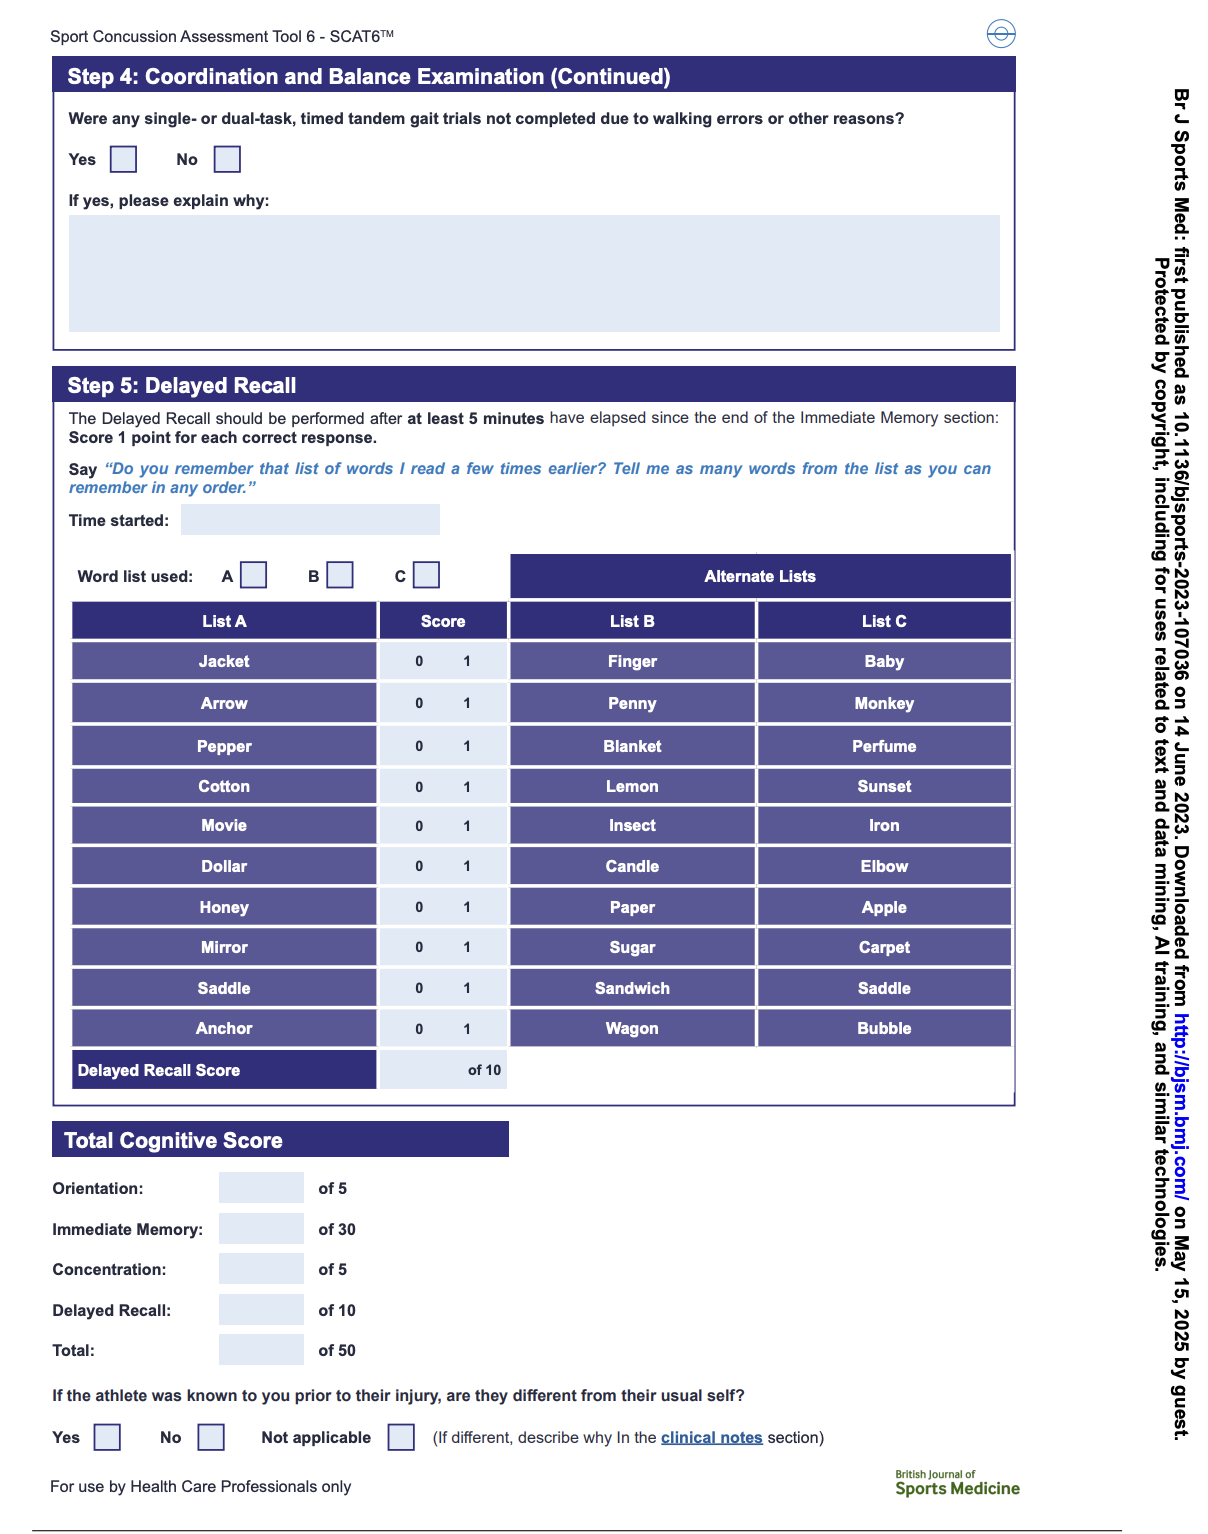 Sport Concussion Assessment Tool 6 - SCAT6™
Step 4: Coordination and Balance Examination (Continued)
Were any single- or dual-task, timed tandem gait trials not completed due to walking errors or other reasons?
Yes No
If yes, please explain why:
Step 5: Delayed Recall
The Delayed Recall should be performed after at least 5 minutes have elapsed since the end of the Immediate Memory section:
Score 1 point for each correct response.
Say “Do you remember that list of words I read a few times earlier? Tell me as many words from the list as you can
remember in any order.”
Time started:
Word list used: A B C Alternate Lists
List A Score List B List C
Jacket 0 1 Finger Baby
Arrow 0 1 Penny Monkey
Pepper 0 1 Blanket Perfume
Cotton 0 1 Lemon Sunset
Movie 0 1 Insect Iron
Dollar 0 1 Candle Elbow
Honey 0 1 Paper Apple
Mirror 0 1 Sugar Carpet
Saddle 0 1 Sandwich Saddle
Anchor 0 1 Wagon Bubble
Delayed Recall Score of 10
Total Cognitive Score
Orientation: of 5
Immediate Memory: of 30
Concentration: of 5
Delayed Recall: of 10
Total: of 50
If the athlete was known to you prior to their injury, are they different from their usual self?
Yes No Not applicable (If different, describe why In the clinical notes section)
For use by Health Care Professionals only
British Journal of
Sports Medicine
Br J Sports Med: first published as 10.1136/bjsports-2023-107036 on 14 June 2023. Downloaded from http://bjsm.bmj.com/ on May 15, 2025 by guest.
Protected by copyright, including for uses related to text and data mining, AI training, and similar technologies.